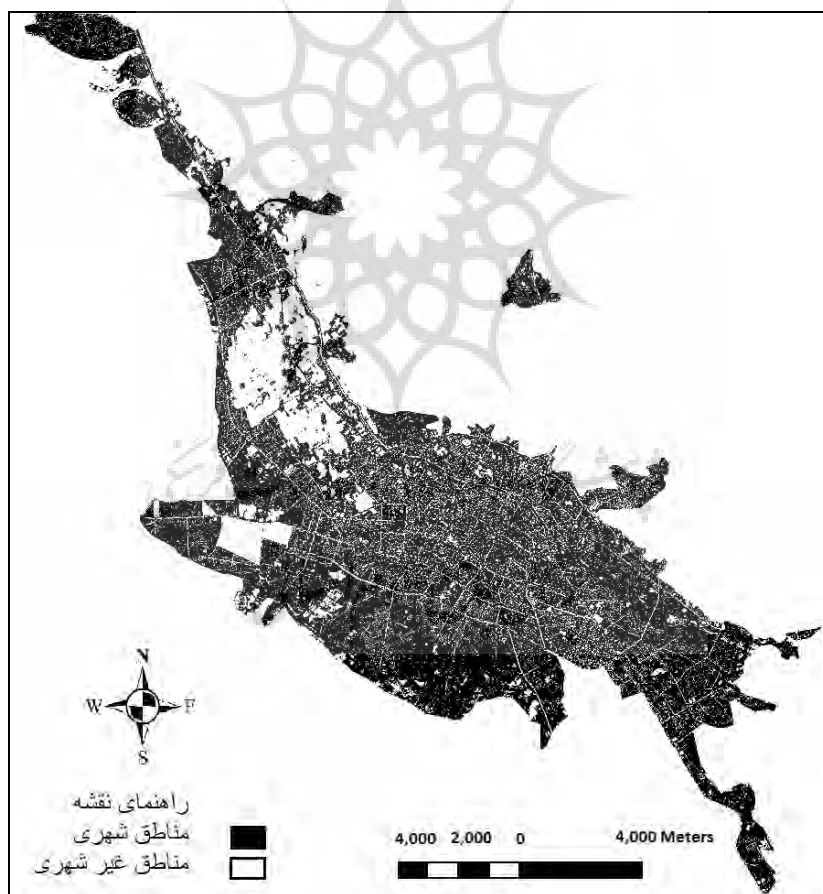 N
W E
S
راهنمای نقشه
مناطق شهری
مناطق غیر شهری
4,000 2,000 0 4,000 Meters